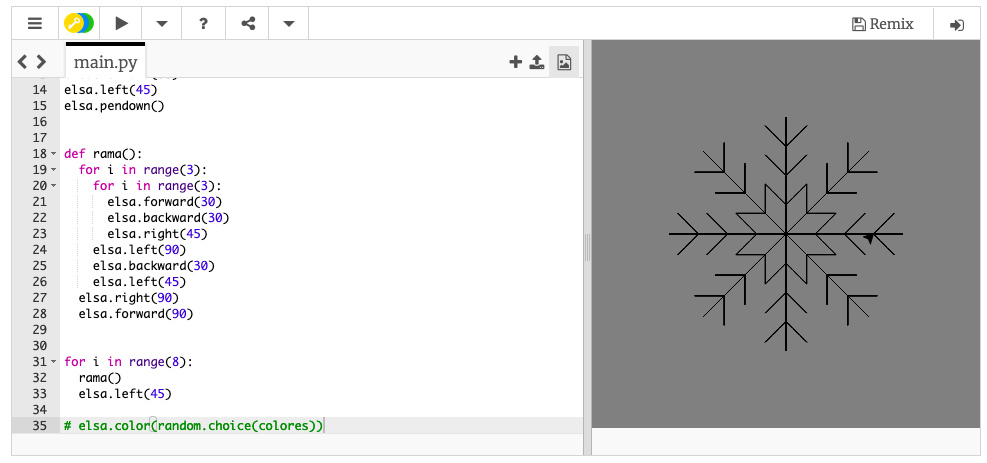 ?
Remix
main.py
14 elsa.left(45)
15 elsa.pendown()
16
17
18 def rama():
19 for i in range(3):
20 for i in range(3):
21 elsa.forward(30)
22 elsa.backward(30)
23 elsa.right(45)
24 elsa.left(90)
25 elsa.backward(30)
26 elsa.left(45)
27 elsa.right(90)
28 elsa.forward(90)
29
30
31 for i in range(8):
32 rama()
33 elsa.left(45)
34
35 # elsa.color(random.choice(colores))